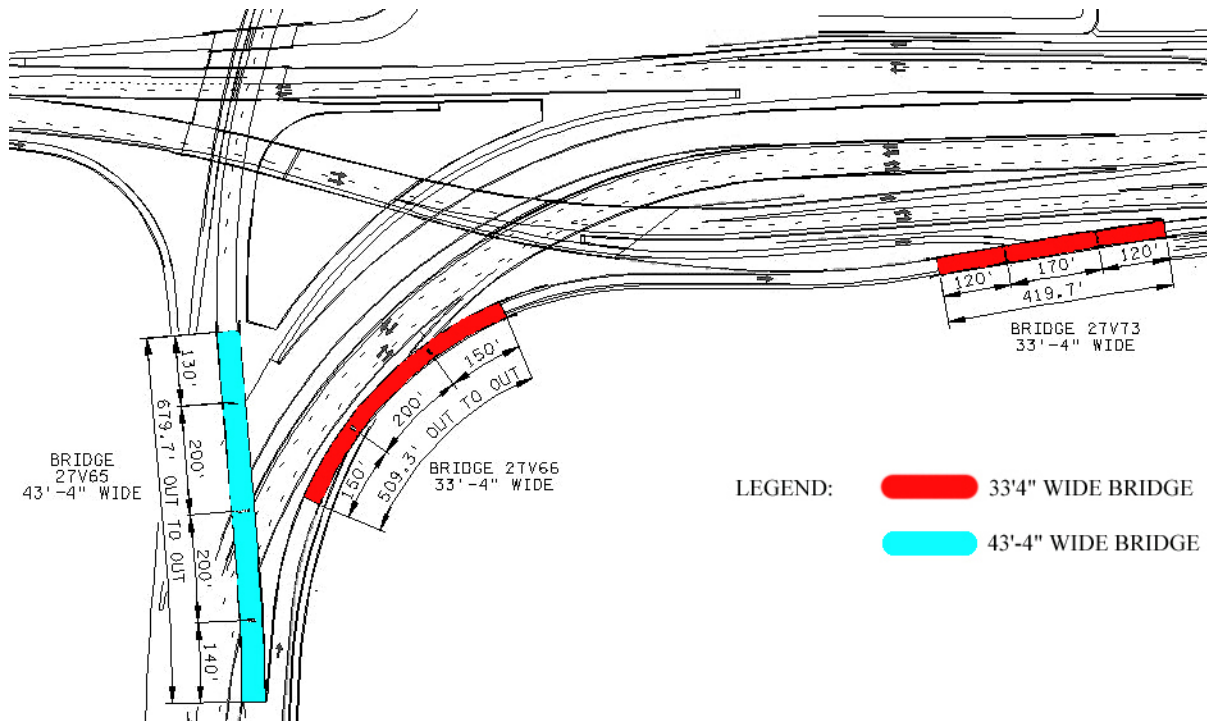 120'
170'
120'
419.7'
BRIDGE 27V73
33'-4" WIDE
130'
200'
200'
140'
679.7' OUT TO OUT
BRIDGE
27V65
43'-4" WIDE
150'
200'
150'
509.3' OUT TO OUT
BRIDGE 27V66
33'-4" WIDE
LEGEND:
33'4" WIDE BRIDGE
43'-4" WIDE BRIDGE